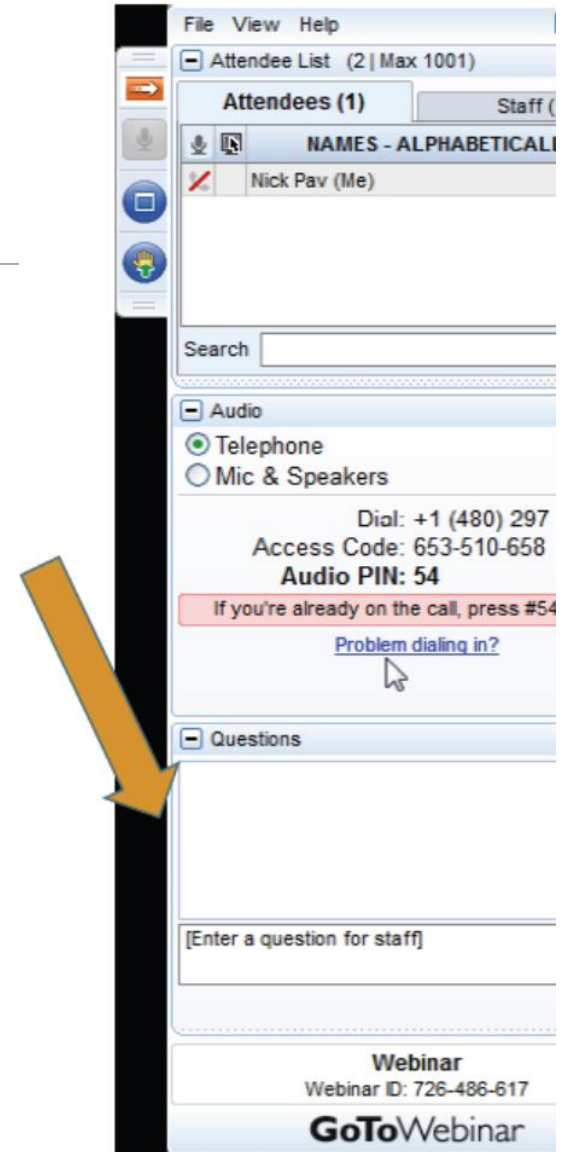 File View Help
Attendee List (2 | Max 1001)
Attendees (1) Staff (
NAMES - ALPHABETICALL
Nick Pav (Me)
Search
Audio
Telephone
Mic & Speakers
Dial: +1 (480) 297
Access Code: 653-510-658
Audio PIN: 54
If you're already on the call, press #54
Problem dialing in?
Questions
[Enter a question for staff]
Webinar
Webinar ID: 726-486-617
GoToWebinar